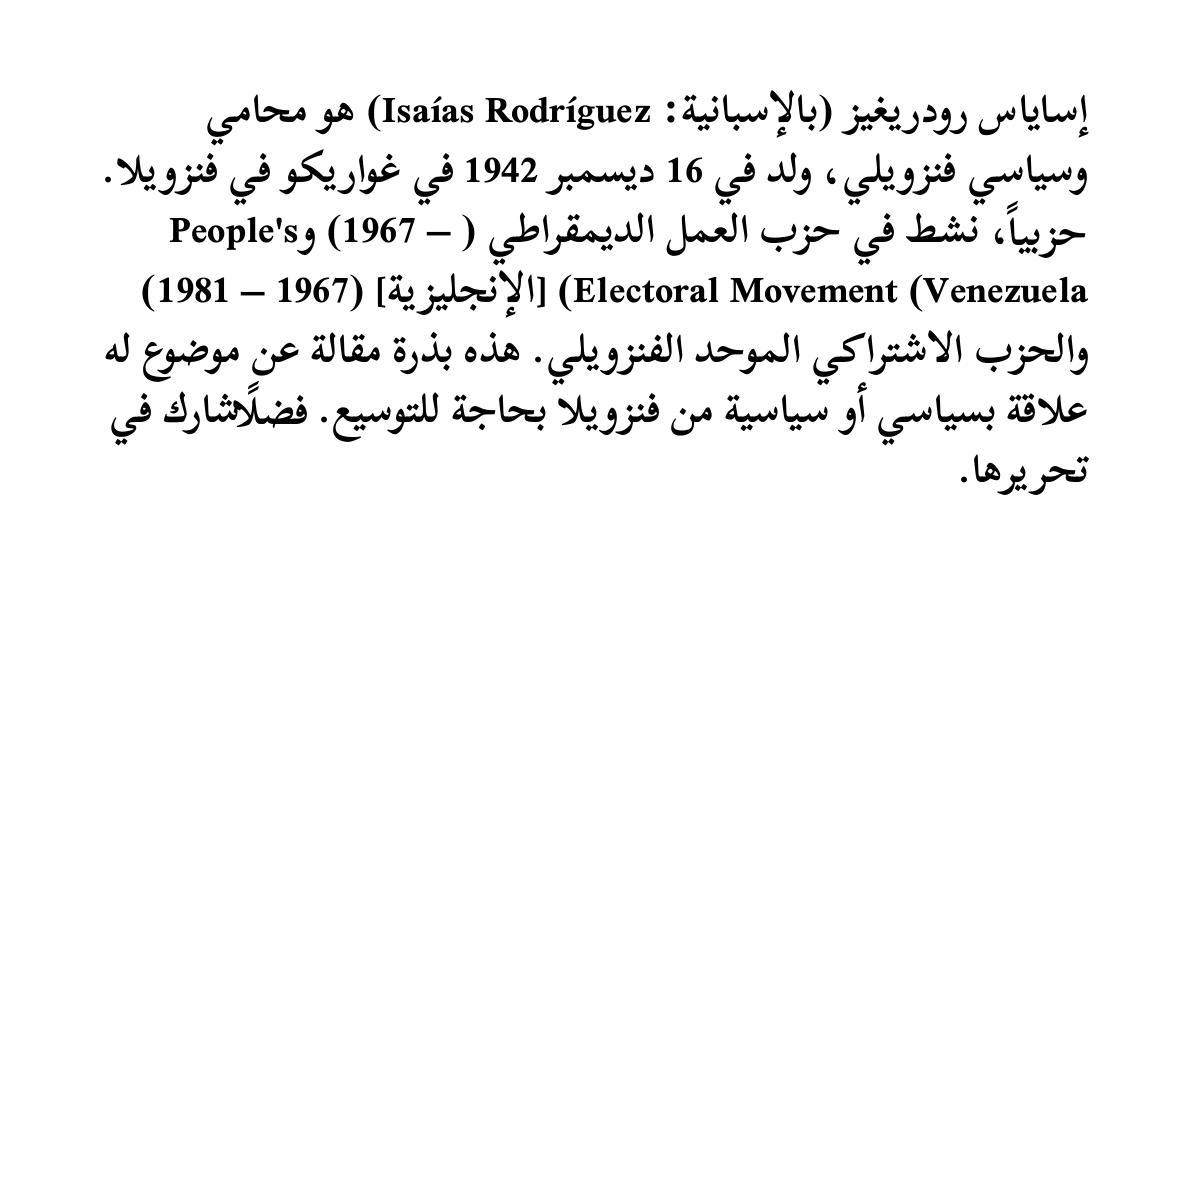 إساياس رودريغيز (بالإسبانية: Isaías Rodríguez) هو محامي
وسياسي فنزويلي، ولد في 16 ديسمبر 1942 في غواريكو في فنزويلا.
حزبياً، نشط في حزب العمل الديمقراطي ( – 1967) وPeople's
Electoral Movement (Venezuela) [الإنجليزية] (1967 – 1981)
والحزب الاشتراكي الموحد الفنزويلي. هذه بذرة مقالة عن موضوع له
علاقة بسياسي أو سياسية من فنزويلا بحاجة للتوسيع. فضلًاشارك في
تحريرها.